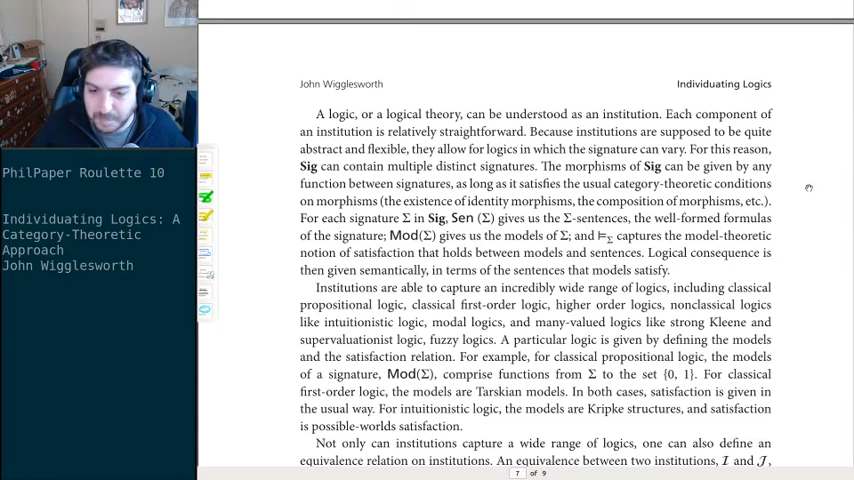 PhilPaper Roulette 10
Individuating Logics: A
Category-Theoretic
Approach
John Wigglesworth
John Wigglesworth
Individuating Logics
A logic, or a logical theory, can be understood as an institution. Each component of
an institution is relatively straightforward. Because institutions are supposed to be quite
abstract and flexible, they allow for logics in which the signature can vary. For this reason,
Sig can contain multiple distinct signatures. The morphisms of Sig can be given by any
function between signatures, as long as it satisfies the usual category-theoretic conditions
on morphisms (the existence of identity morphisms, the composition of morphisms, etc.).
For each signature Σ in Sig, Sen (Σ) gives us the Σ-sentences, the well-formed formulas
of the signature; Mod(Σ) gives us the models of Σ; and ⊨Σ captures the model-theoretic
notion of satisfaction that holds between models and sentences. Logical consequence is
then given semantically, in terms of the sentences that models satisfy.
Institutions are able to capture an incredibly wide range of logics, including classical
propositional logic, classical first-order logic, higher order logics, nonclassical logics
like intuitionistic logic, modal logics, and many-valued logics like strong Kleene and
supervaluationist logic, fuzzy logics. A particular logic is given by defining the models
and the satisfaction relation. For example, for classical propositional logic, the models
of a signature, Mod(Σ), comprise functions from Σ to the set {0, 1}. For classical
first-order logic, the models are Tarskian models. In both cases, satisfaction is given in
the usual way. For intuitionistic logic, the models are Kripke structures, and satisfaction
is possible-worlds satisfaction.
Not only can institutions capture a wide range of logics, one can also define an
equivalence relation on institutions. An equivalence between two institutions, I and J,
7 of 9